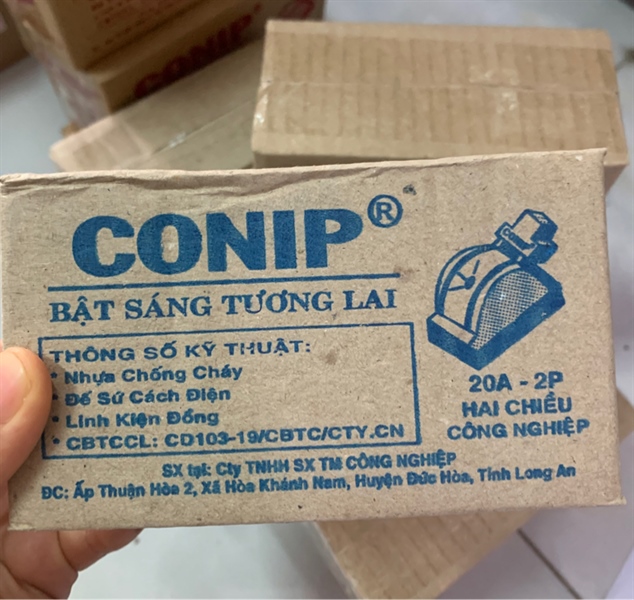 CONIP
CONIP®
BẬT SÁNG TƯƠNG LAI
THÔNG SỐ KỸ THUẬT:
• Nhựa Chống Cháy
• Đế Sứ Cách Điện
• Linh Kiện Đồng
• CBTCCL: CD103-19/CBTC/CTY.CN
20A - 2P
HAI CHIỀU
CÔNG NGHIỆP
SX tại: Cty TNHH SX TM CÔNG NGHIỆP
ĐC: Ấp Thuận Hòa 2, Xã Hòa Khánh Nam, Huyện Đức Hòa, Tỉnh Long An